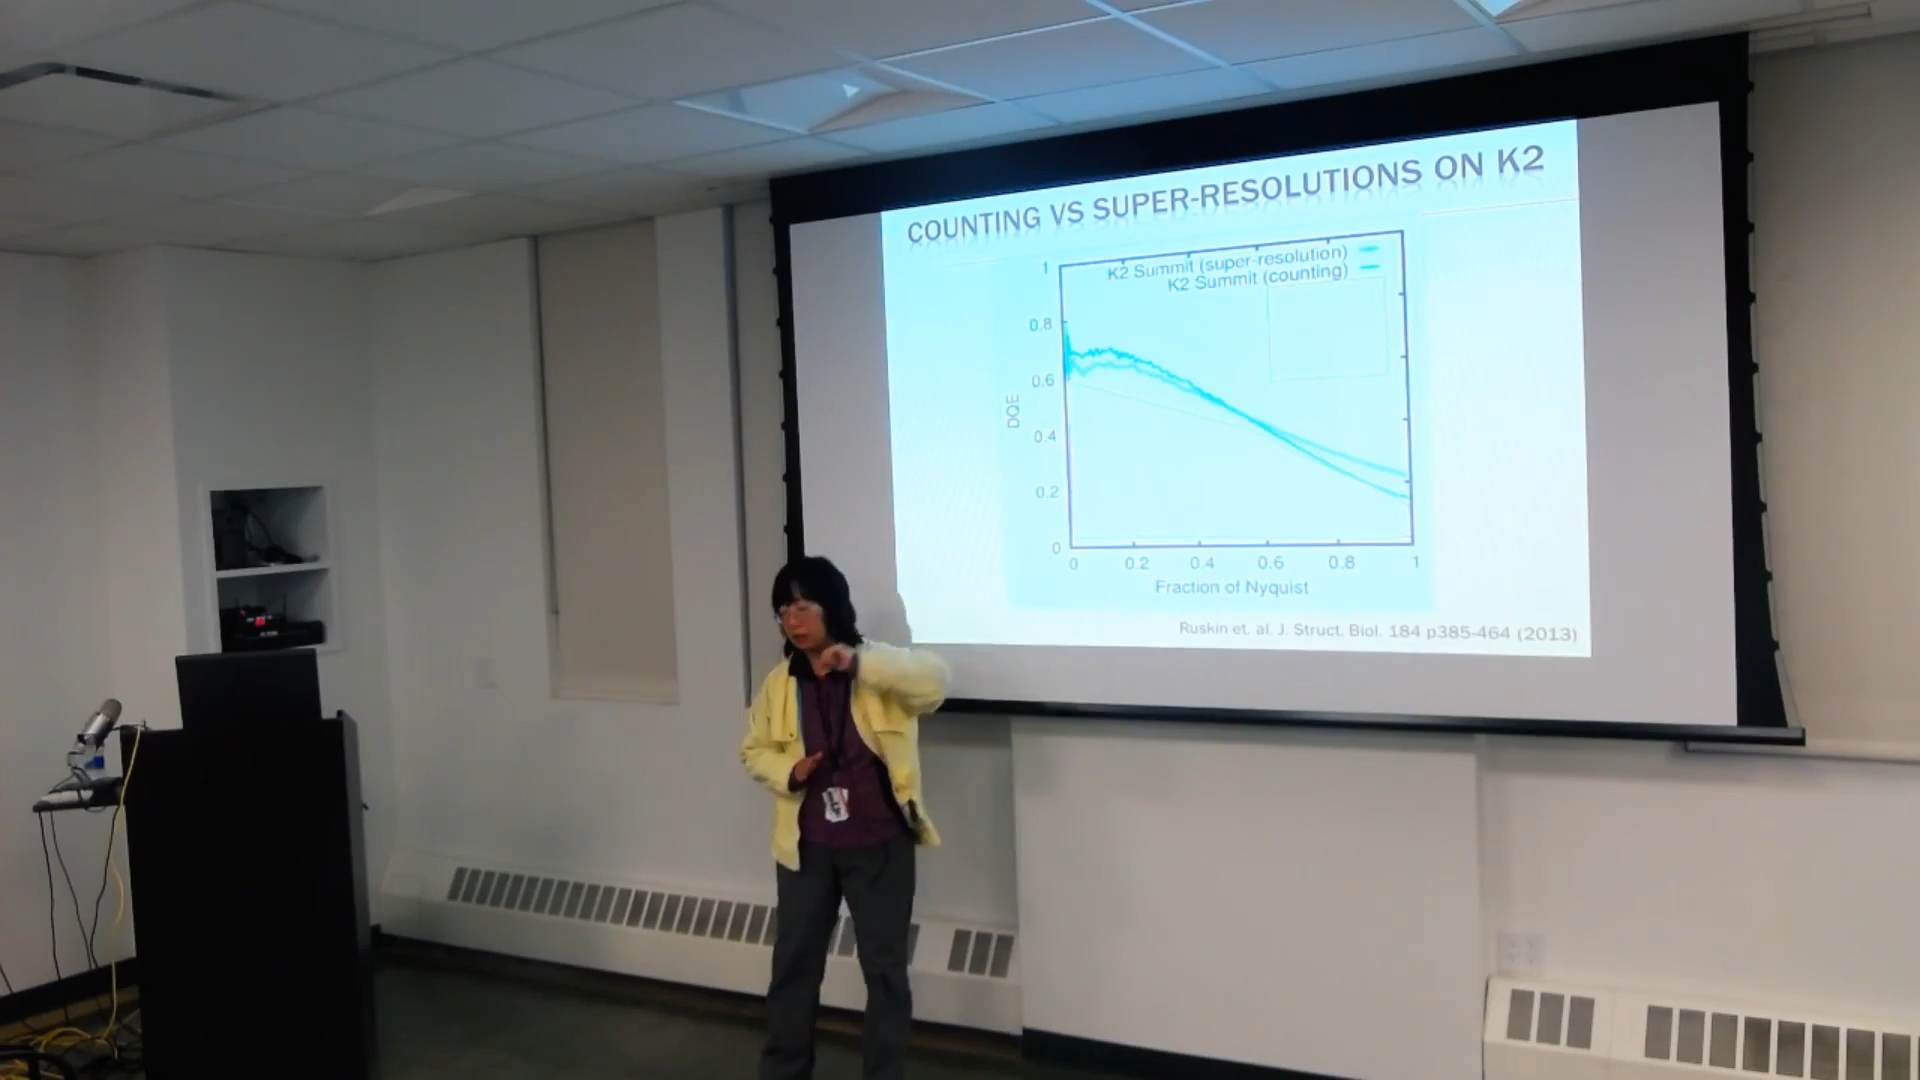 COUNTING VS SUPER-RESOLUTIONS ON K2
K2 Summit (super-resolution)
K2 Summit (counting)
1
0.8
0.6
0.4
0.2
0
DQE
0 0.2 0.4 0.6 0.8 1
Fraction of Nyquist
Ruskin et. al. J. Struct. Biol. 184 p385-464 (2013)